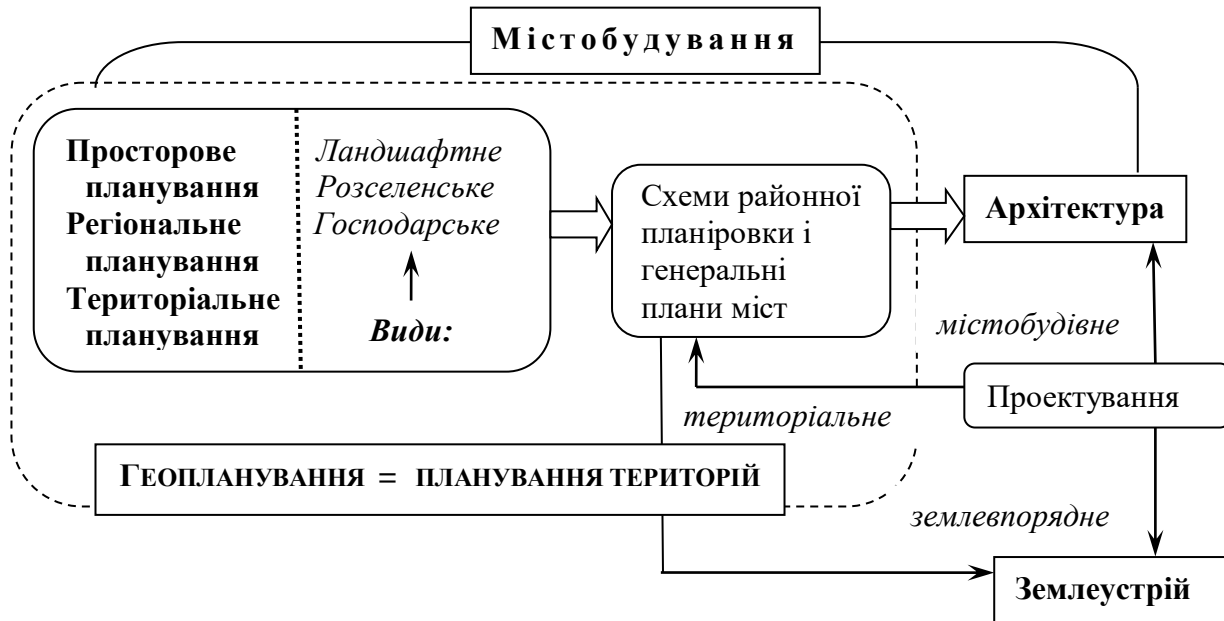 Містобудування
Просторове
планування
Регіональне
планування
Територіальне
планування
Ландшафтне
Розселенське
Господарське
Види:
Схеми районної
планіровки і
генеральні
плани міст
Архітектура
містобудівне
Проектування
територіальне
ГЕОПЛАНУВАННЯ = ПЛАНУВАННЯ ТЕРИТОРІЙ
землевпорядне
Землеустрій